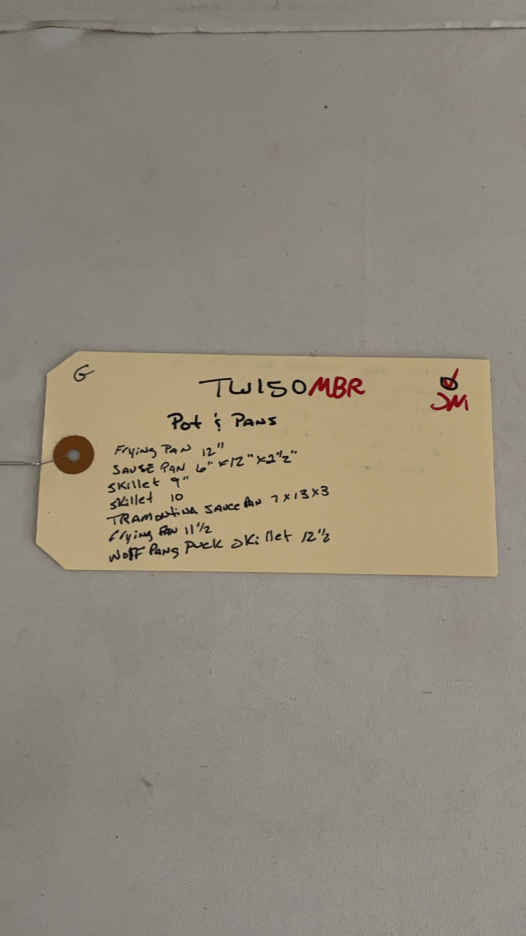 G
TW150MBR
JM
Pot & Pans
Frying Pan 12"
SAUSE PAN 6" x12" x2½"
Skillet 9"
Skillet 10
TRAMONTINA SAUCE PAN 7x13x3
Frying PAN 11½
WOLF PANG PUCK SKillet 12½